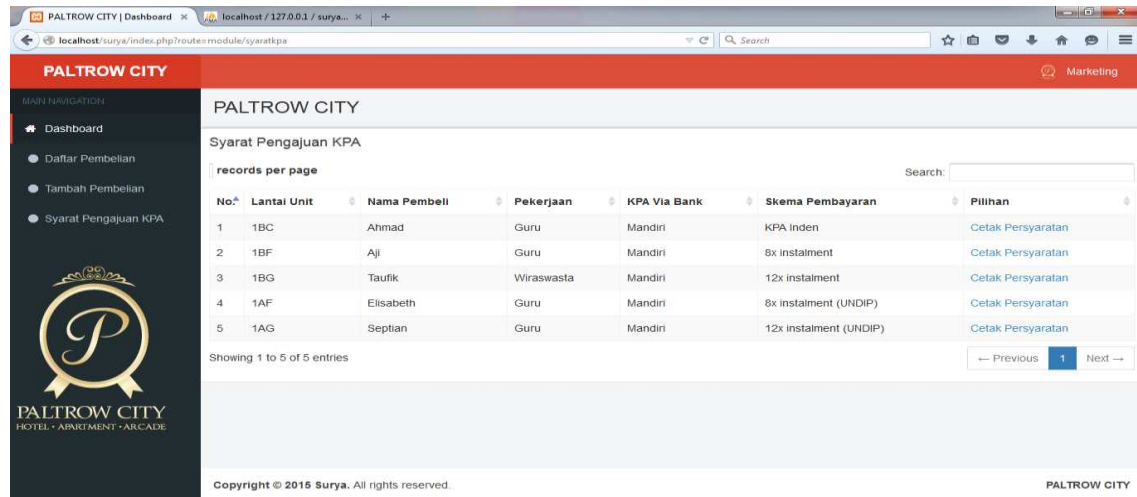 PALTROW CITY | Dashboard × localhost / 127.0.0.1 / surya... × +
localhost/surya/index.php?route=module/syaratkpa Search
PALTROW CITY Marketing
MAIN NAVIGATION
Dashboard
Daftar Pembelian
Tambah Pembelian
Syarat Pengajuan KPA
P
PALTROW CITY
HOTEL • APARTMENT • ARCADE
PALTROW CITY
Syarat Pengajuan KPA
records per page Search:
No. Lantai Unit Nama Pembeli Pekerjaan KPA Via Bank Skema Pembayaran Pilihan
1 1BC Ahmad Guru Mandiri KPA Inden Cetak Persyaratan
2 1BF Aji Guru Mandiri 8x instalment Cetak Persyaratan
3 1BG Taufik Wiraswasta Mandiri 12x instalment Cetak Persyaratan
4 1AF Elisabeth Guru Mandiri 8x instalment (UNDIP) Cetak Persyaratan
5 1AG Septian Guru Mandiri 12x instalment (UNDIP) Cetak Persyaratan
Showing 1 to 5 of 5 entries ← Previous 1 Next →
Copyright © 2015 Surya. All rights reserved. PALTROW CITY